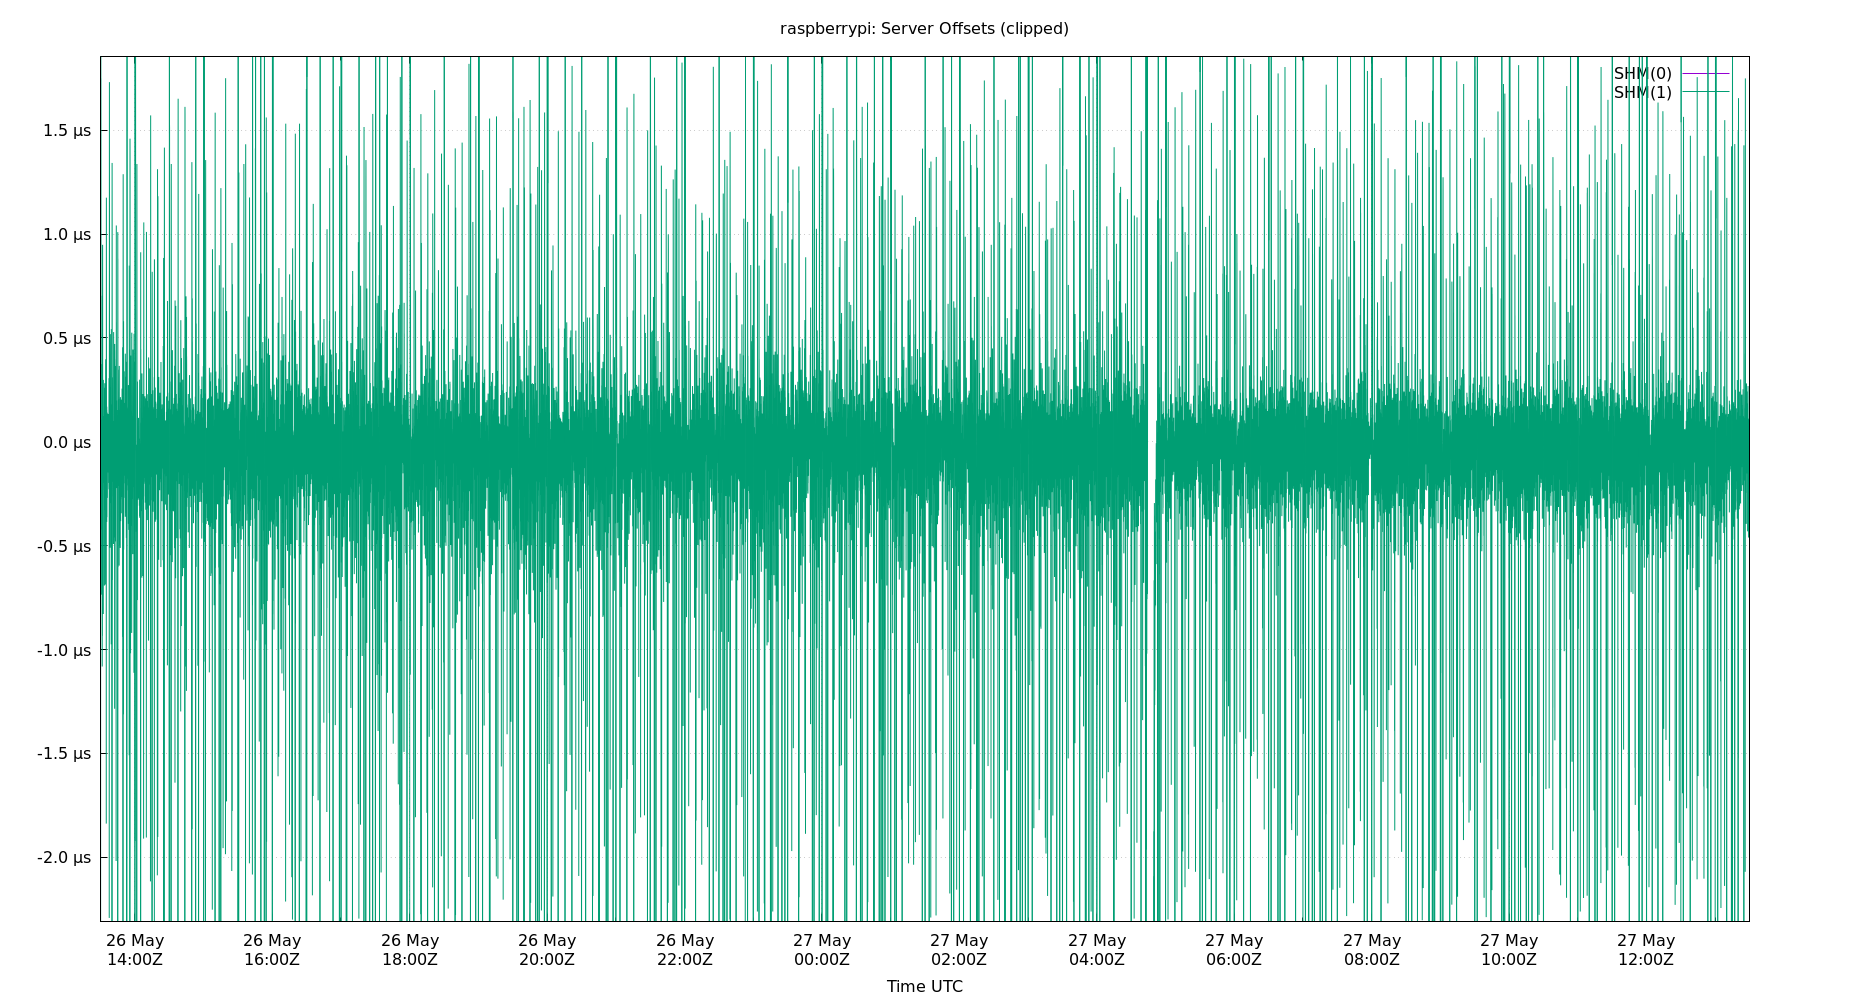 raspberrypi: Server Offsets (clipped)
SHM(0)
SHM(1)
1.5 µs
1.0 µs
0.5 µs
0.0 µs
-0.5 µs
-1.0 µs
-1.5 µs
-2.0 µs
26 May 26 May 26 May 26 May 26 May 27 May 27 May 27 May 27 May 27 May 27 May 27 May
14:00Z 16:00Z 18:00Z 20:00Z 22:00Z 00:00Z 02:00Z 04:00Z 06:00Z 08:00Z 10:00Z 12:00Z
Time UTC